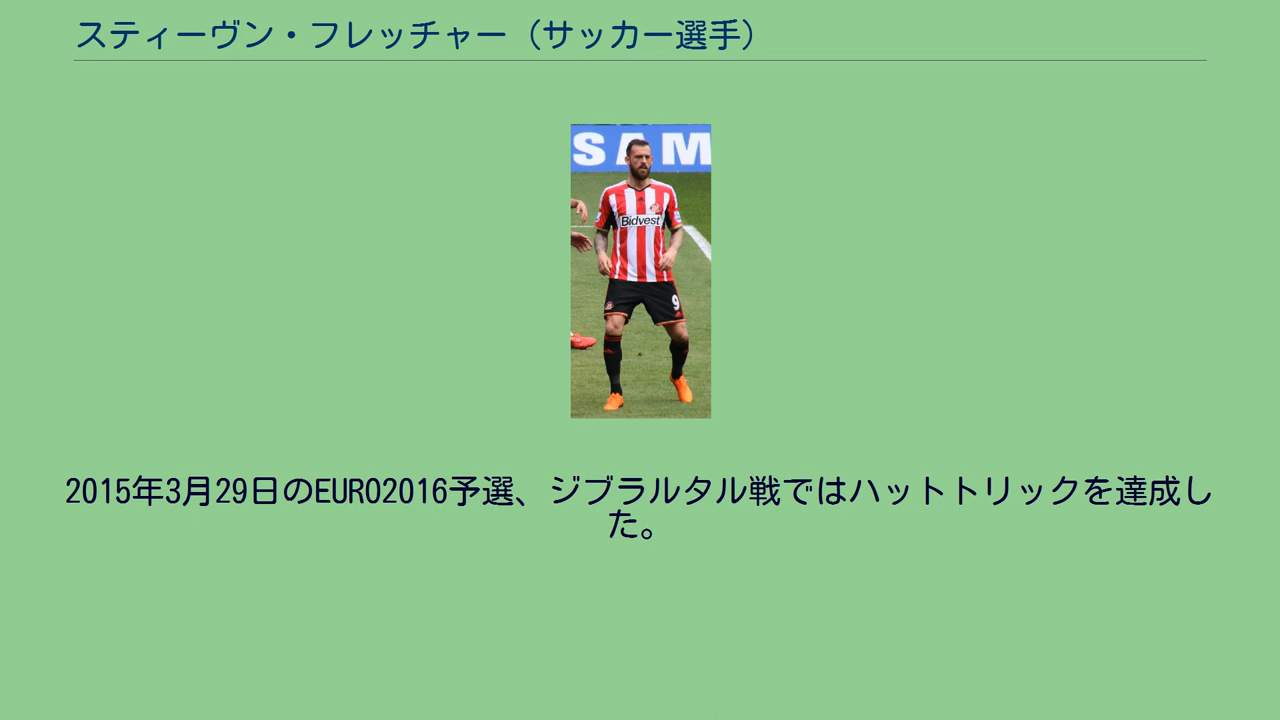 スティーヴン・フレッチャー（サッカー選手）
SAM
Bidvest
9
2015年3月29日のEURO2016予選、ジブラルタル戦ではハットトリックを達成し
た。